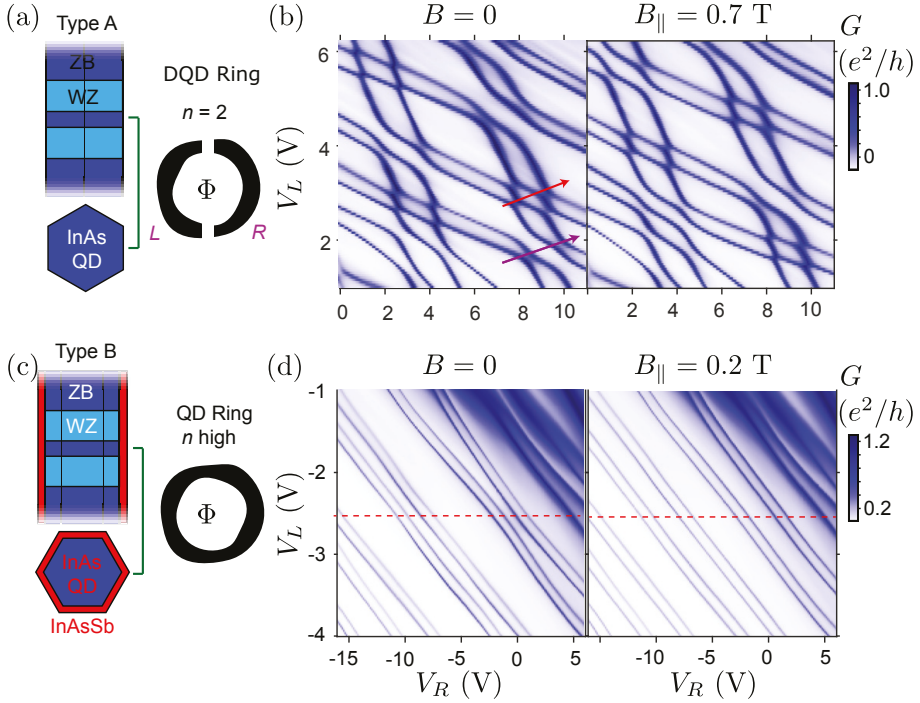 (a)
Type A
ZB
WZ
InAs
QD
DQD Ring
n = 2
Φ
L
R
(b)
B = 0
B∥ = 0.7 T
G
(e²/h)
1.0
0
V_L (V)
6
4
2
0 2 4 6 8 10
0 2 4 6 8 10
(c)
Type B
ZB
WZ
InAs
QD
InAsSb
QD Ring
n high
Φ
(d)
B = 0
B∥ = 0.2 T
G
(e²/h)
1.2
0.2
V_L (V)
-1
-2
-3
-4
-15 -10 -5 0 5
-15 -10 -5 0 5
V_R (V)
V_R (V)